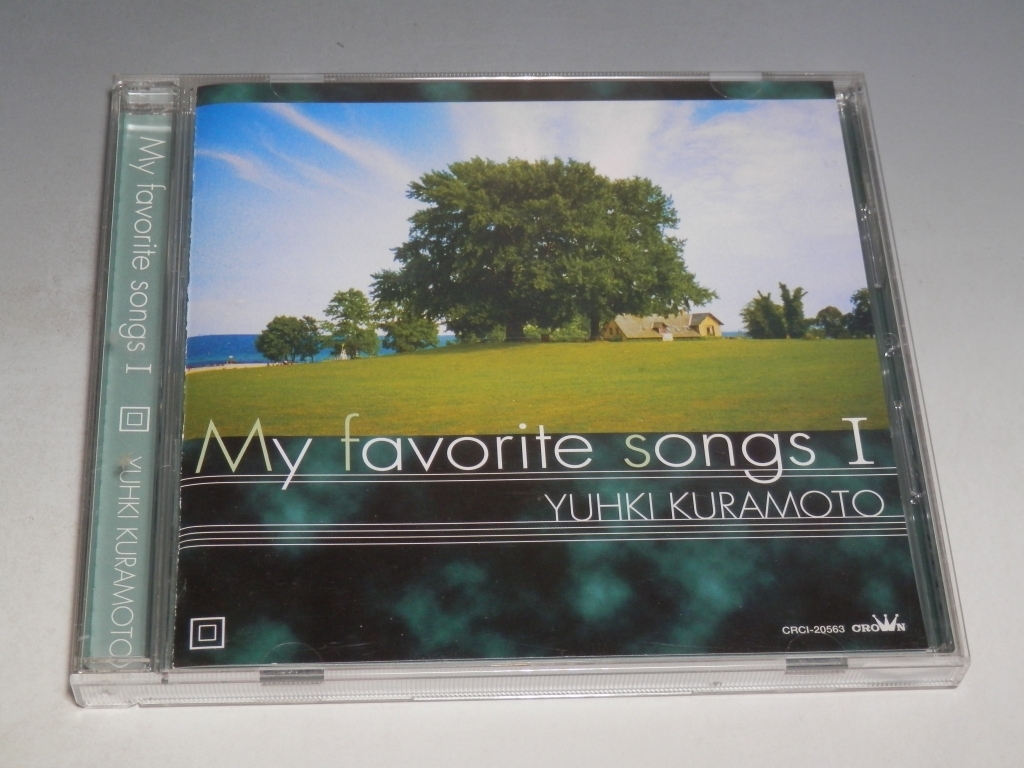 My favorite songs I
YUHKI KURAMOTO
My favorite songs I
YUHKI KURAMOTO
CRCI-20563 CROWN